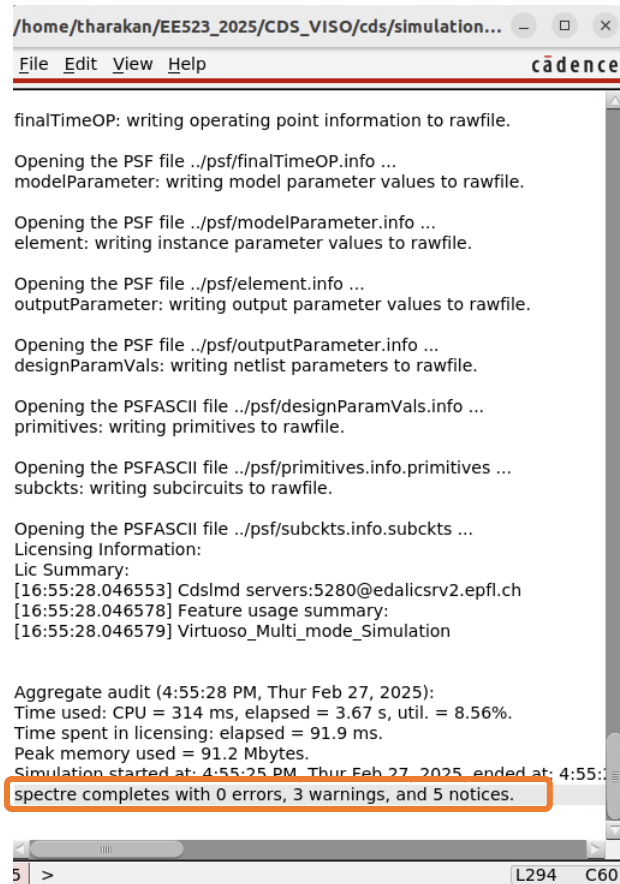 /home/tharakan/EE523_2025/CDS_VISO/cds/simulation...
File Edit View Help cādence
finalTimeOP: writing operating point information to rawfile.
Opening the PSF file ../psf/finalTimeOP.info ...
modelParameter: writing model parameter values to rawfile.
Opening the PSF file ../psf/modelParameter.info ...
element: writing instance parameter values to rawfile.
Opening the PSF file ../psf/element.info ...
outputParameter: writing output parameter values to rawfile.
Opening the PSF file ../psf/outputParameter.info ...
designParamVals: writing netlist parameters to rawfile.
Opening the PSFASCII file ../psf/designParamVals.info ...
primitives: writing primitives to rawfile.
Opening the PSFASCII file ../psf/primitives.info.primitives ...
subckts: writing subcircuits to rawfile.
Opening the PSFASCII file ../psf/subckts.info.subckts ...
Licensing Information:
Lic Summary:
[16:55:28.046553] Cdslmd servers:5280@edalicsrv2.epfl.ch
[16:55:28.046578] Feature usage summary:
[16:55:28.046579] Virtuoso_Multi_mode_Simulation
Aggregate audit (4:55:28 PM, Thur Feb 27, 2025):
Time used: CPU = 314 ms, elapsed = 3.67 s, util. = 8.56%.
Time spent in licensing: elapsed = 91.9 ms.
Peak memory used = 91.2 Mbytes.
Simulation started at: 4:55:25 PM, Thur Feb 27, 2025, ended at: 4:55:
spectre completes with 0 errors, 3 warnings, and 5 notices.
5 > L294 C60